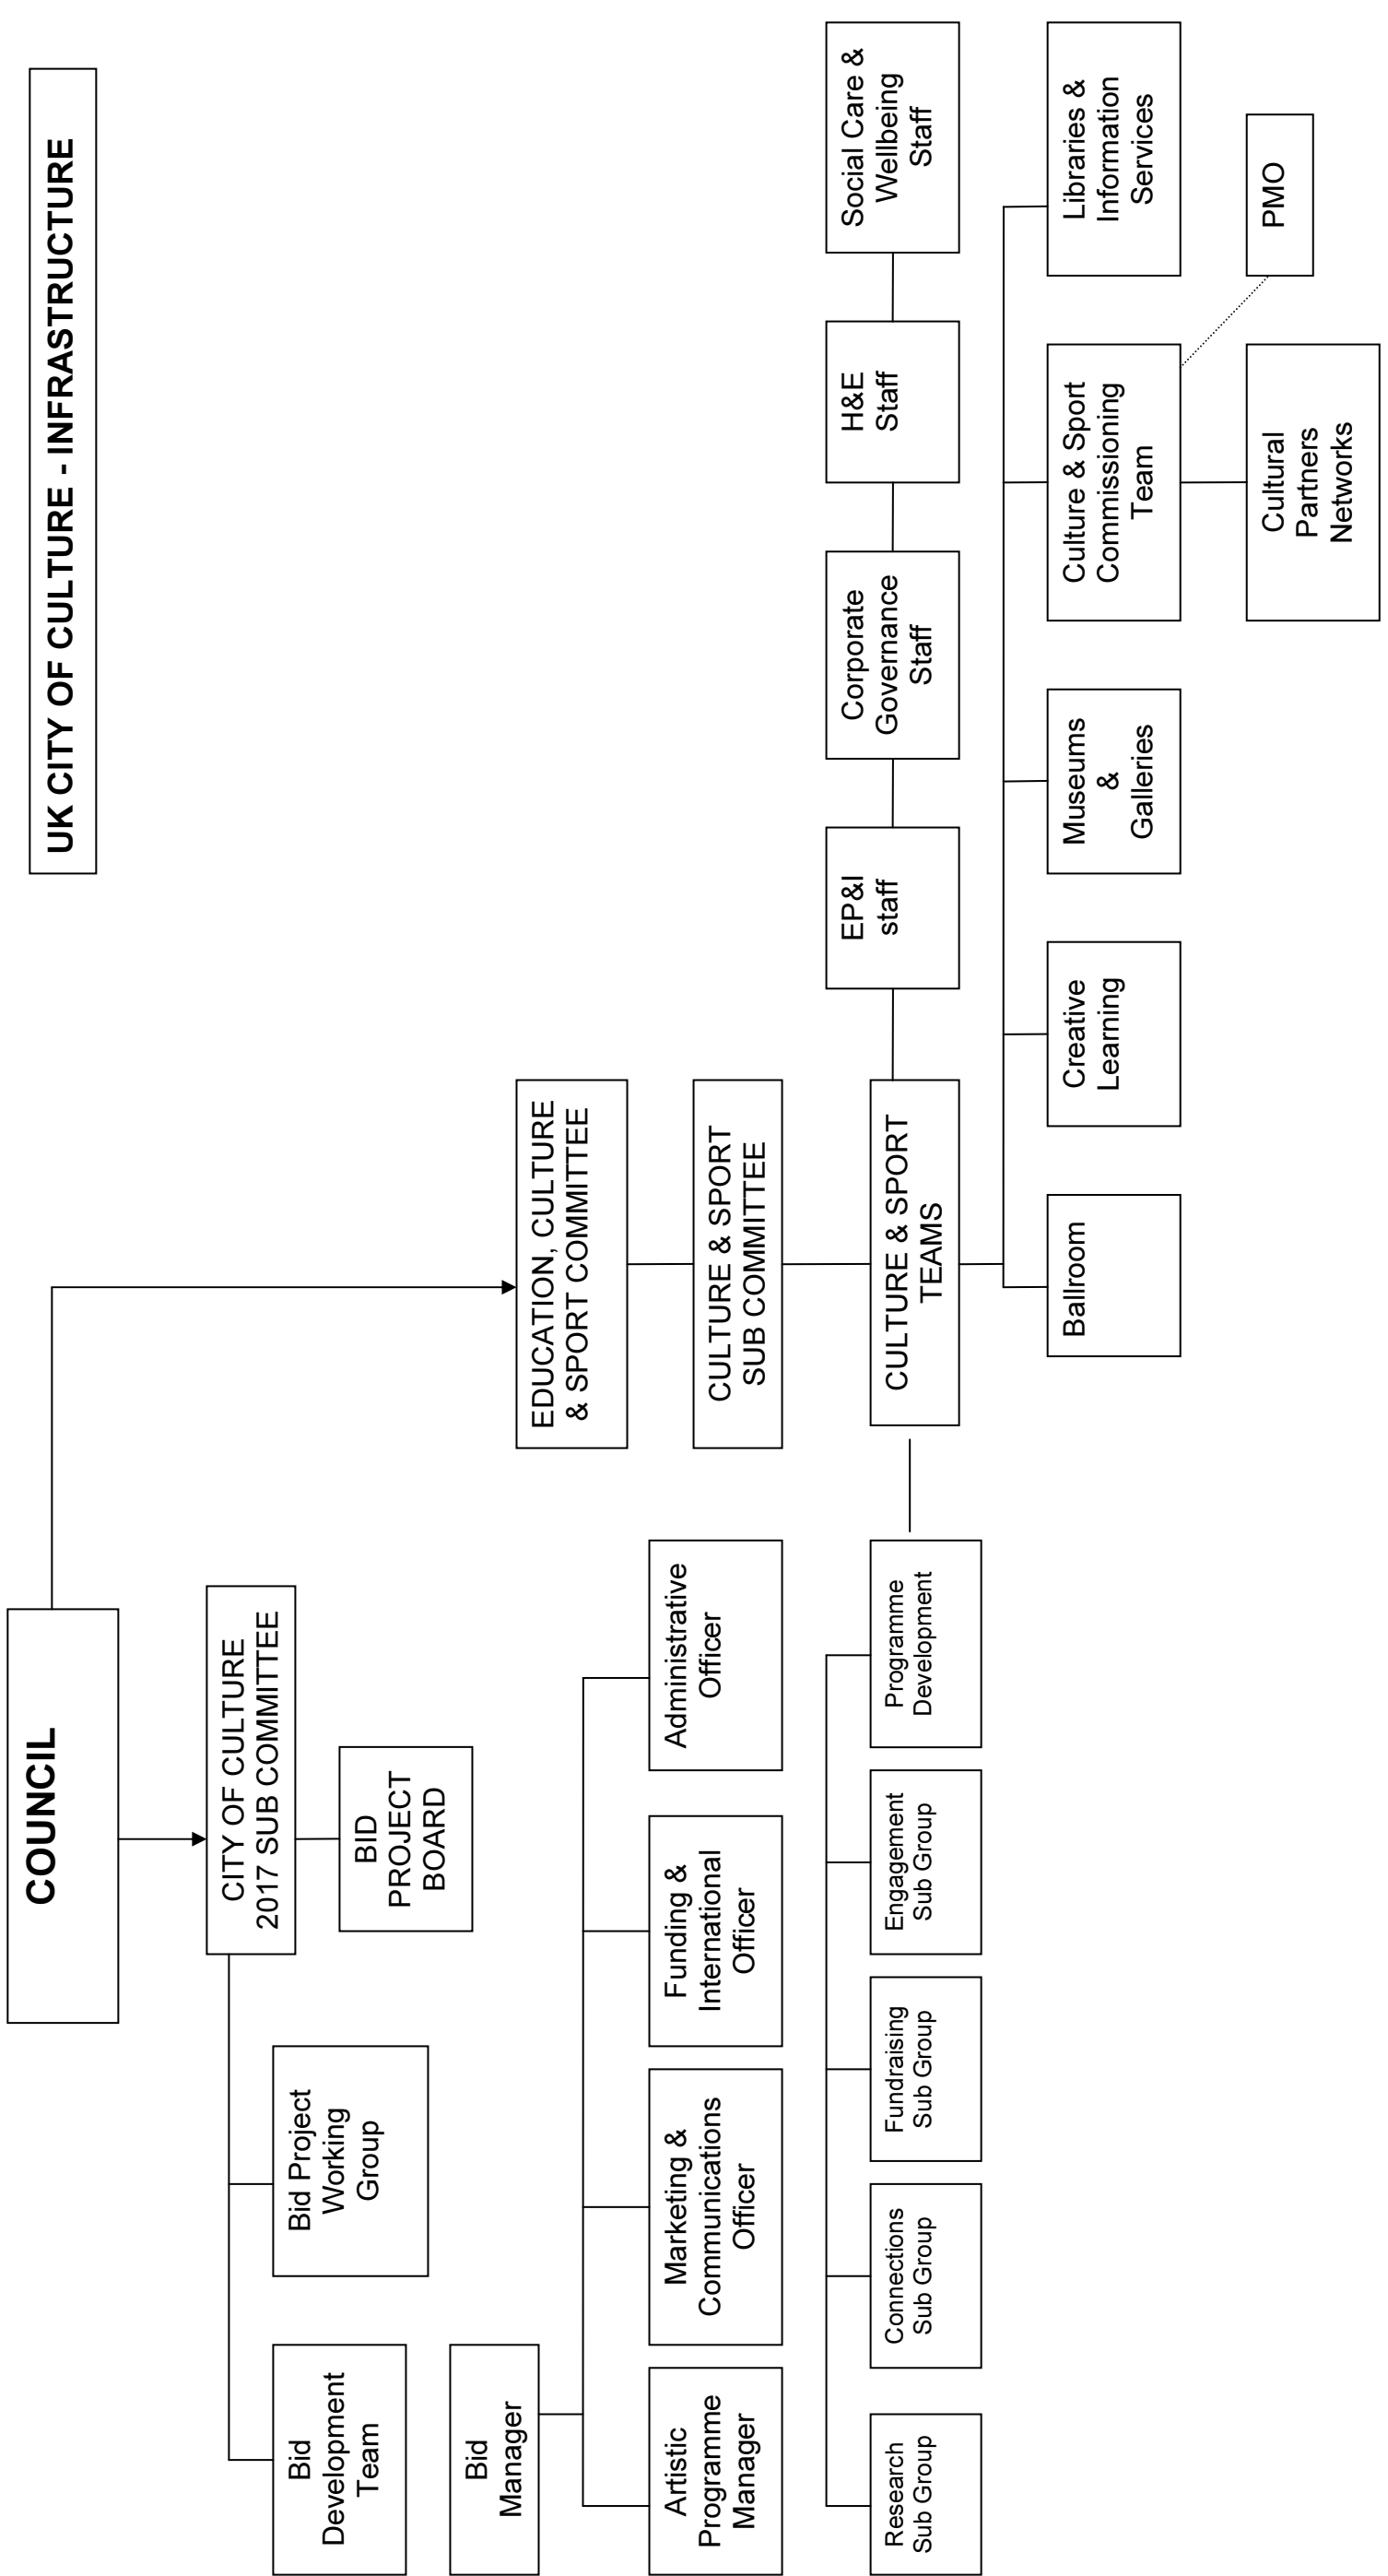 UK CITY OF CULTURE - INFRASTRUCTURE
COUNCIL
CITY OF CULTURE
2017 SUB COMMITTEE
BID
PROJECT
BOARD
Bid Project
Working
Group
Bid
Development
Team
Bid
Manager
Artistic
Programme
Manager
Marketing &
Communications
Officer
Funding &
International
Officer
Administrative
Officer
Research
Sub Group
Connections
Sub Group
Fundraising
Sub Group
Engagement
Sub Group
Programme
Development
EDUCATION, CULTURE
& SPORT COMMITTEE
CULTURE & SPORT
SUB COMMITTEE
CULTURE & SPORT
TEAMS
EP&I
staff
Corporate
Governance
Staff
H&E
Staff
Social Care &
Wellbeing
Staff
Ballroom
Creative
Learning
Museums
&
Galleries
Culture & Sport
Commissioning
Team
Libraries &
Information
Services
Cultural
Partners
Networks
PMO